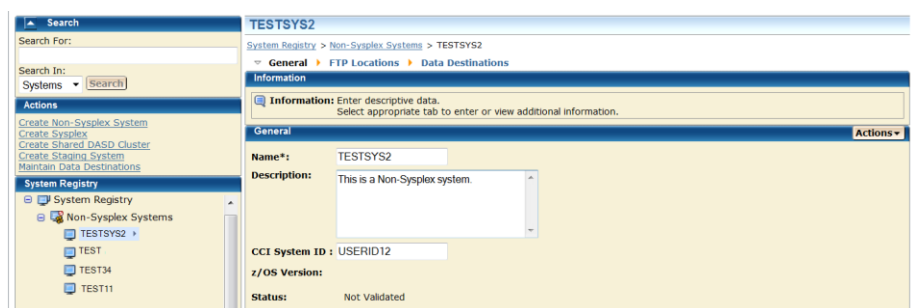 Search
Search For:
Search In:
Systems Search
Actions
Create Non-Sysplex System
Create Sysplex
Create Shared DASD Cluster
Create Staging System
Maintain Data Destinations
System Registry
System Registry
Non-Sysplex Systems
TESTSYS2
TEST
TEST34
TEST11
TESTSYS2
System Registry > Non-Sysplex Systems > TESTSYS2
General FTP Locations Data Destinations
Information
Information: Enter descriptive data.
Select appropriate tab to enter or view additional information.
General Actions
Name*: TESTSYS2
Description: This is a Non-Sysplex system.
CCI System ID : USERID12
z/OS Version:
Status: Not Validated